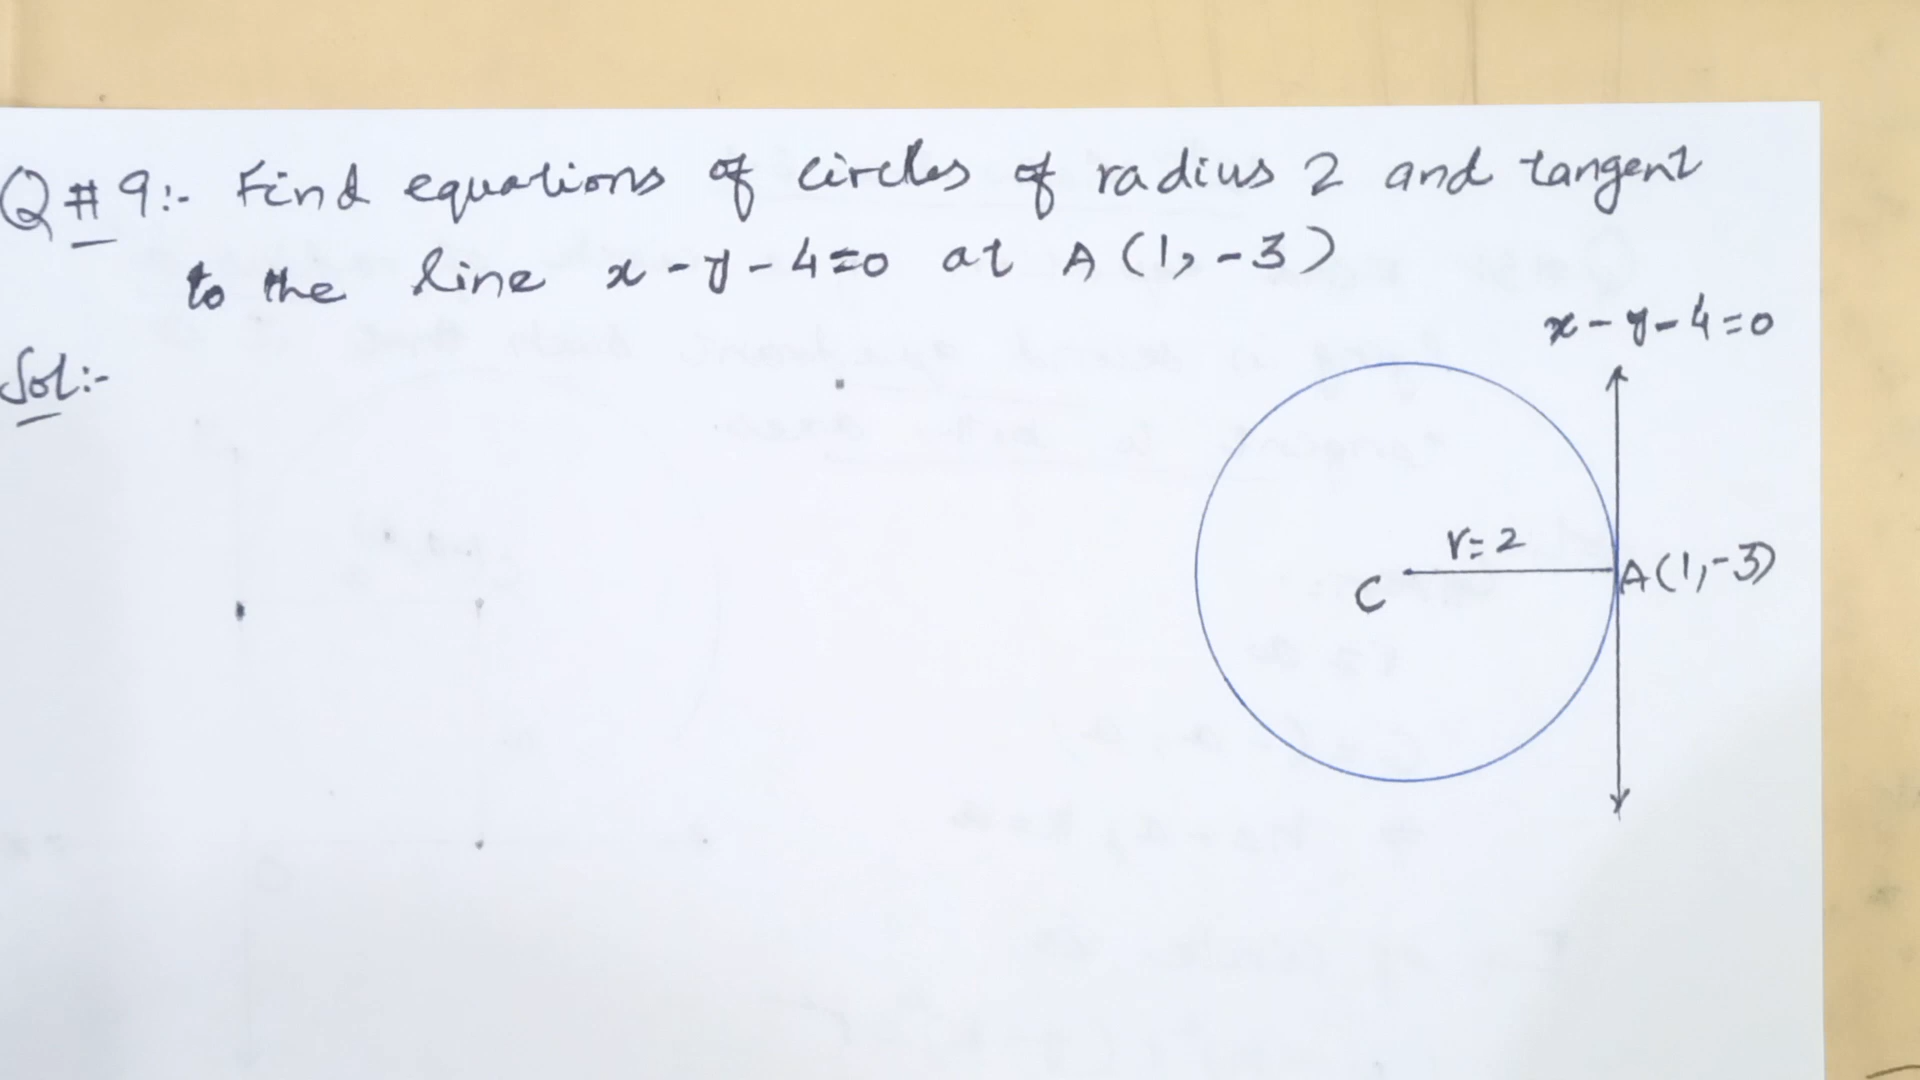 Q # 9:- Find equations of circles of radius 2 and tangent
to the line x - y - 4 = 0 at A (1, -3)
x - y - 4 = 0
Sol:-
r = 2
C
A (1, -3)